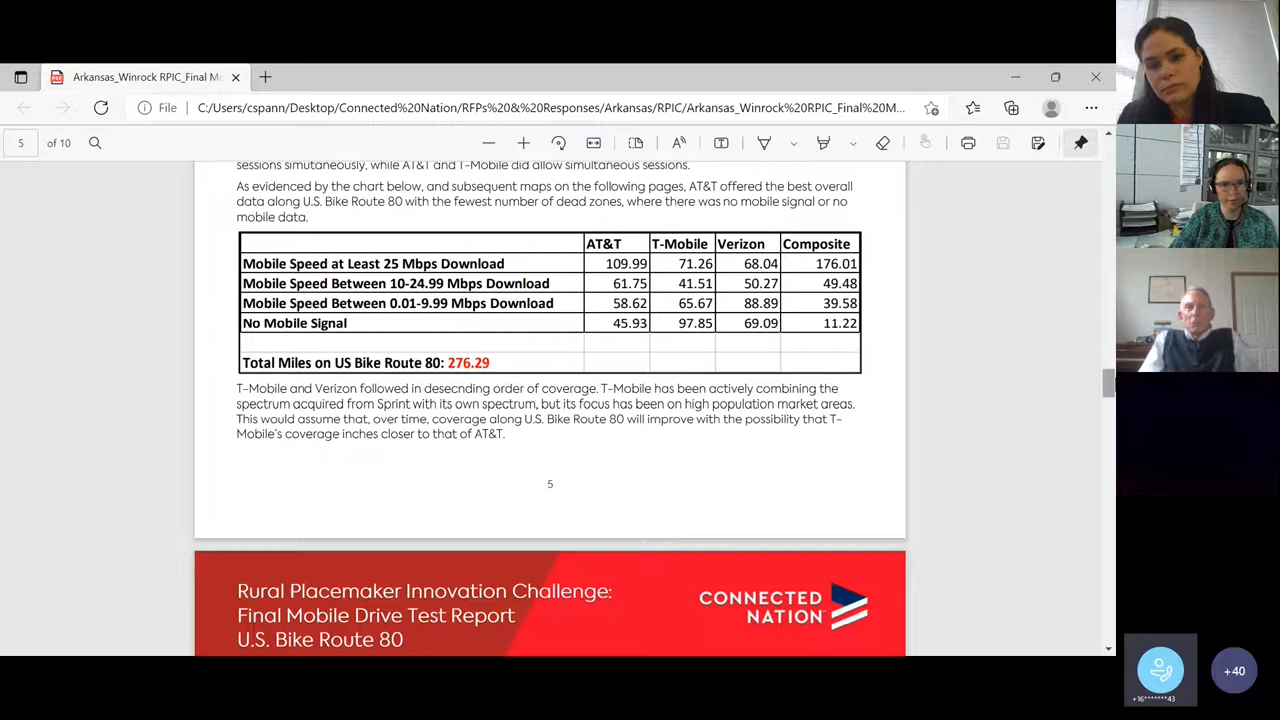 Arkansas_Winrock RPIC_Final Mo
File
C:/Users/cspann/Desktop/Connected%20Nation/RFPs%20&%20Responses/Arkansas/RPIC/Arkansas_Winrock%20RPIC_Final%20M...
5 of 10
sessions simutaneously, while AT&T and T-Mobile did allow simultaneous sessions.
As evidenced by the chart below, and subsequent maps on the following pages, AT&T offered the best overall
data along U.S. Bike Route 80 with the fewest number of dead zones, where there was no mobile signal or no
mobile data.
AT&T T-Mobile Verizon Composite
Mobile Speed at Least 25 Mbps Download 109.99 71.26 68.04 176.01
Mobile Speed Between 10-24.99 Mbps Download 61.75 41.51 50.27 49.48
Mobile Speed Between 0.01-9.99 Mbps Download 58.62 65.67 88.89 39.58
No Mobile Signal 45.93 97.85 69.09 11.22
Total Miles on US Bike Route 80: 276.29
T-Mobile and Verizon followed in desecnding order of coverage. T-Mobile has been actively combining the
spectrum acquired from Sprint with its own spectrum, but its focus has been on high population market areas.
This would assume that, over time, coverage along U.S. Bike Route 80 will improve with the possibility that T-
Mobile's coverage inches closer to that of AT&T.
5
Rural Placemaker Innovation Challenge:
Final Mobile Drive Test Report
U.S. Bike Route 80
CONNECTED
NATION
+16*******43
+40